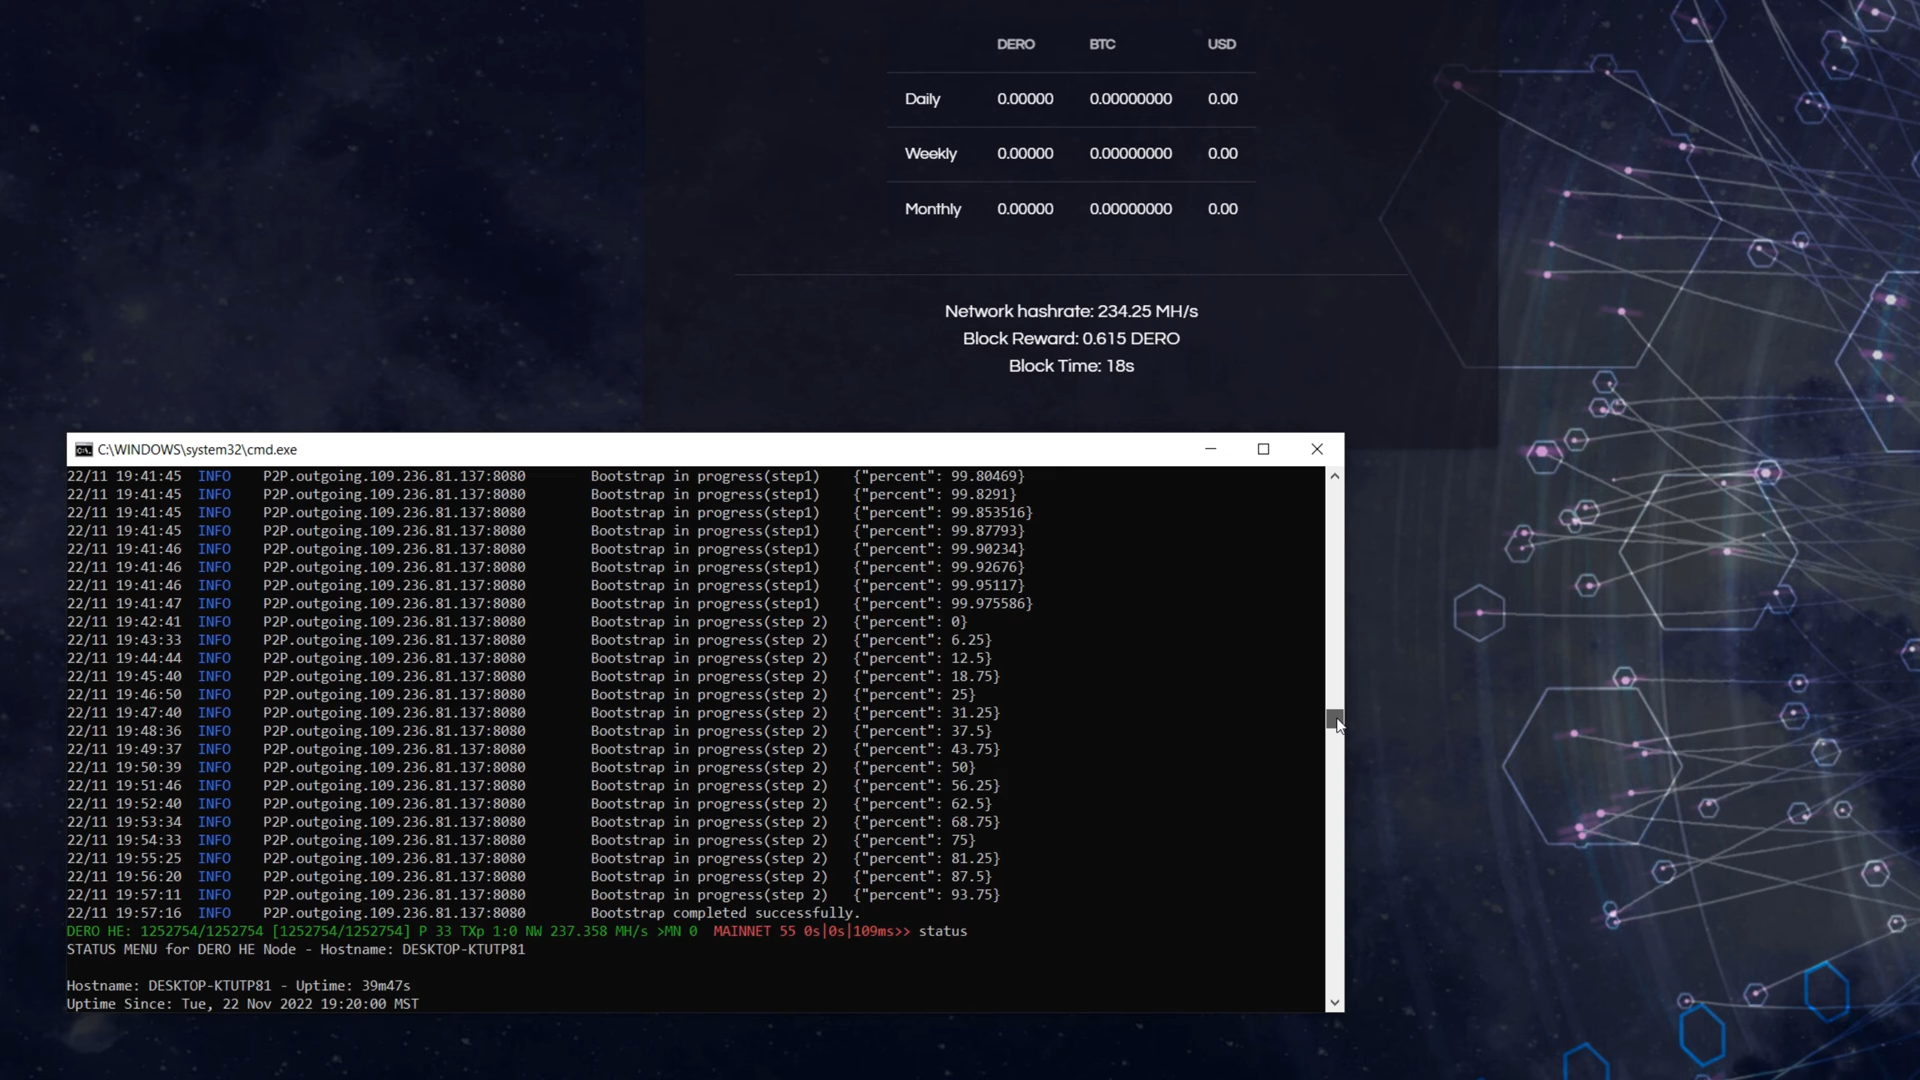 DERO BTC USD
Daily 0.00000 0.00000000 0.00
Weekly 0.00000 0.00000000 0.00
Monthly 0.00000 0.00000000 0.00
Network hashrate: 234.25 MH/s
Block Reward: 0.615 DERO
Block Time: 18s
C:\WINDOWS\system32\cmd.exe
22/11 19:41:45 INFO P2P.outgoing.109.236.81.137:8080 Bootstrap in progress(step1) {"percent": 99.80469}
22/11 19:41:45 INFO P2P.outgoing.109.236.81.137:8080 Bootstrap in progress(step1) {"percent": 99.8291}
22/11 19:41:45 INFO P2P.outgoing.109.236.81.137:8080 Bootstrap in progress(step1) {"percent": 99.853516}
22/11 19:41:45 INFO P2P.outgoing.109.236.81.137:8080 Bootstrap in progress(step1) {"percent": 99.87793}
22/11 19:41:46 INFO P2P.outgoing.109.236.81.137:8080 Bootstrap in progress(step1) {"percent": 99.90234}
22/11 19:41:46 INFO P2P.outgoing.109.236.81.137:8080 Bootstrap in progress(step1) {"percent": 99.92676}
22/11 19:41:46 INFO P2P.outgoing.109.236.81.137:8080 Bootstrap in progress(step1) {"percent": 99.95117}
22/11 19:41:47 INFO P2P.outgoing.109.236.81.137:8080 Bootstrap in progress(step1) {"percent": 99.975586}
22/11 19:42:41 INFO P2P.outgoing.109.236.81.137:8080 Bootstrap in progress(step 2) {"percent": 0}
22/11 19:43:33 INFO P2P.outgoing.109.236.81.137:8080 Bootstrap in progress(step 2) {"percent": 6.25}
22/11 19:44:44 INFO P2P.outgoing.109.236.81.137:8080 Bootstrap in progress(step 2) {"percent": 12.5}
22/11 19:45:40 INFO P2P.outgoing.109.236.81.137:8080 Bootstrap in progress(step 2) {"percent": 18.75}
22/11 19:46:50 INFO P2P.outgoing.109.236.81.137:8080 Bootstrap in progress(step 2) {"percent": 25}
22/11 19:47:40 INFO P2P.outgoing.109.236.81.137:8080 Bootstrap in progress(step 2) {"percent": 31.25}
22/11 19:48:36 INFO P2P.outgoing.109.236.81.137:8080 Bootstrap in progress(step 2) {"percent": 37.5}
22/11 19:49:37 INFO P2P.outgoing.109.236.81.137:8080 Bootstrap in progress(step 2) {"percent": 43.75}
22/11 19:50:39 INFO P2P.outgoing.109.236.81.137:8080 Bootstrap in progress(step 2) {"percent": 50}
22/11 19:51:46 INFO P2P.outgoing.109.236.81.137:8080 Bootstrap in progress(step 2) {"percent": 56.25}
22/11 19:52:40 INFO P2P.outgoing.109.236.81.137:8080 Bootstrap in progress(step 2) {"percent": 62.5}
22/11 19:53:34 INFO P2P.outgoing.109.236.81.137:8080 Bootstrap in progress(step 2) {"percent": 68.75}
22/11 19:54:33 INFO P2P.outgoing.109.236.81.137:8080 Bootstrap in progress(step 2) {"percent": 75}
22/11 19:55:25 INFO P2P.outgoing.109.236.81.137:8080 Bootstrap in progress(step 2) {"percent": 81.25}
22/11 19:56:20 INFO P2P.outgoing.109.236.81.137:8080 Bootstrap in progress(step 2) {"percent": 87.5}
22/11 19:57:11 INFO P2P.outgoing.109.236.81.137:8080 Bootstrap in progress(step 2) {"percent": 93.75}
22/11 19:57:16 INFO P2P.outgoing.109.236.81.137:8080 Bootstrap completed successfully.
DERO HE: 1252754/1252754 [1252754/1252754] P 33 TXp 1:0 NW 237.358 MH/s >MN 0 MAINNET 55 0s|0s|109ms>> status
STATUS MENU for DERO HE Node - Hostname: DESKTOP-KTUTP81
Hostname: DESKTOP-KTUTP81 - Uptime: 39m47s
Uptime Since: Tue, 22 Nov 2022 19:20:00 MST